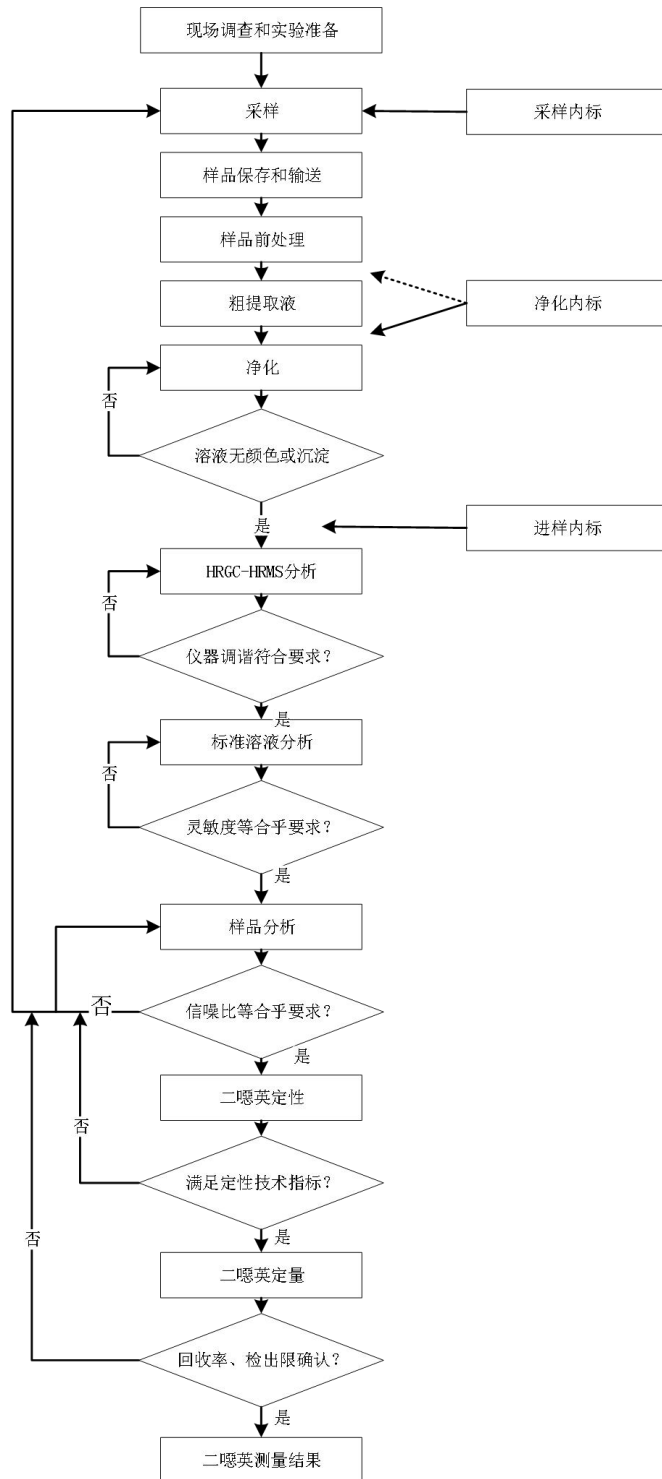 现场调查和实验准备
采样
采样内标
样品保存和输送
样品前处理
粗提取液
净化内标
净化
否
溶液无颜色或沉淀
是
进样内标
HRGC-HRMS分析
否
仪器调谐符合要求？
是
标准溶液分析
否
灵敏度等合乎要求？
是
样品分析
否
信噪比等合乎要求？
是
二噁英定性
否
满足定性技术指标？
是
否
二噁英定量
回收率、检出限确认？
是
二噁英测量结果